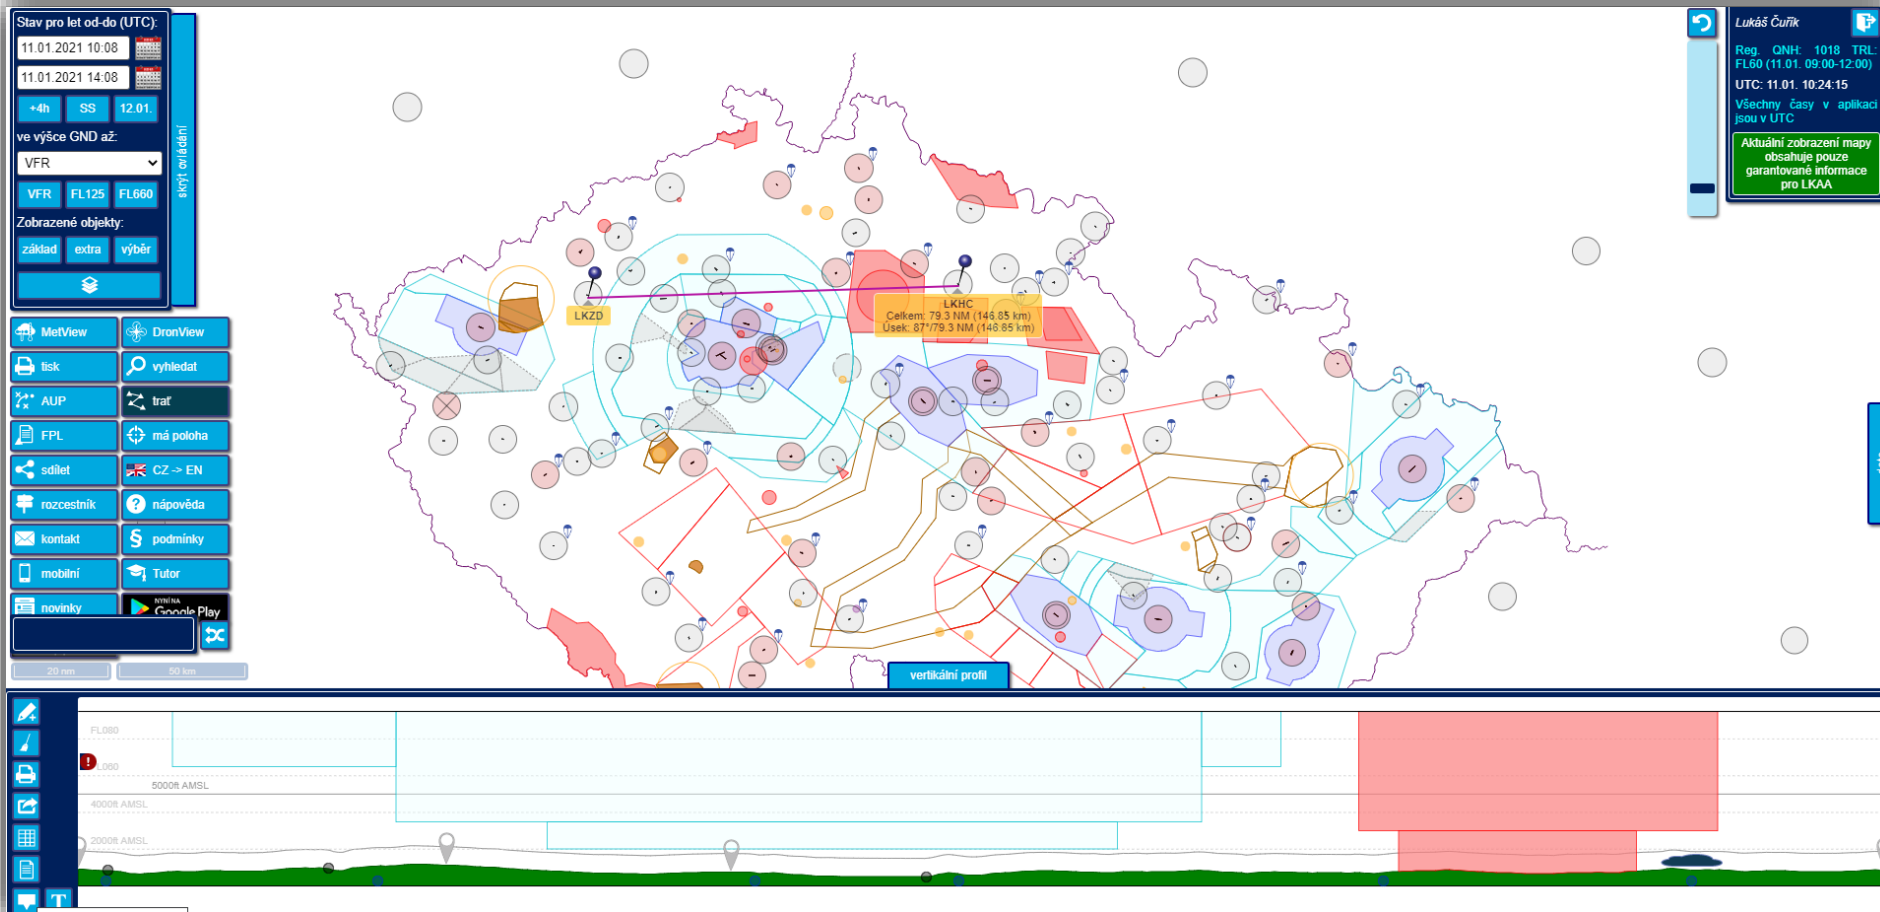 Stav pro let od-do (UTC):
11.01.2021 10:08
11.01.2021 14:08
+4h SS 12.01.
ve výšce GND až:
VFR
VFR FL125 FL660
Zobrazené objekty:
základ extra výběr
skrýt ovládání
MetView DronView
tisk vyhledat
AUP trať
FPL má poloha
sdílet CZ -> EN
rozcestník nápověda
kontakt podmínky
mobilní Tutor
novinky NYNÍ NA Google Play
20 nm 50 km
LKZD
LKHC
Celkem: 79.3 NM (146.85 km)
Úsek: 87°/79.3 NM (146.85 km)
Lukáš Čuřík
Reg. QNH: 1018 TRL:
FL60 (11.01. 09:00-12:00)
UTC: 11.01. 10:24:15
Všechny časy v aplikaci
jsou v UTC
Aktuální zobrazení mapy
obsahuje pouze
garantované informace
pro LKAA
vertikální profil
FL080
L060
5000ft AMSL
4000ft AMSL
2000ft AMSL
T